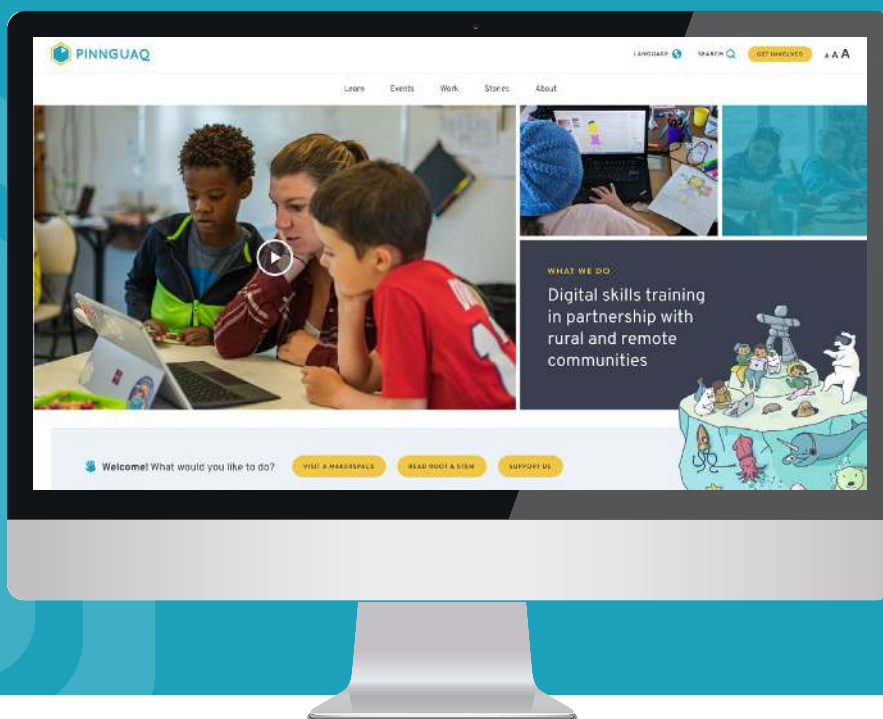 PINNGUAQ
LANGUAGE SEARCH GET INVOLVED A A A
Learn Events Work Stories About
WHAT WE DO
Digital skills training
in partnership with
rural and remote
communities
Welcome! What would you like to do? VISIT A MAKERSPACE READ ROOT & STEM SUPPORT US